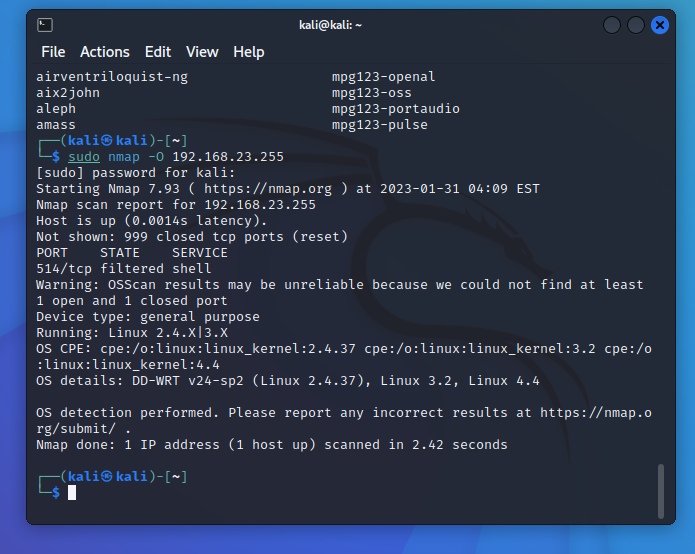 kali@kali: ~
File Actions Edit View Help
airventriloquist-ng mpg123-openal
aix2john mpg123-oss
aleph mpg123-portaudio
amass mpg123-pulse
┌──(kali㉿kali)-[~]
└─$ sudo nmap -O 192.168.23.255
[sudo] password for kali:
Starting Nmap 7.93 ( https://nmap.org ) at 2023-01-31 04:09 EST
Nmap scan report for 192.168.23.255
Host is up (0.0014s latency).
Not shown: 999 closed tcp ports (reset)
PORT STATE SERVICE
514/tcp filtered shell
Warning: OSScan results may be unreliable because we could not find at least
1 open and 1 closed port
Device type: general purpose
Running: Linux 2.4.X|3.X
OS CPE: cpe:/o:linux:linux_kernel:2.4.37 cpe:/o:linux:linux_kernel:3.2 cpe:/o
:linux:linux_kernel:4.4
OS details: DD-WRT v24-sp2 (Linux 2.4.37), Linux 3.2, Linux 4.4
OS detection performed. Please report any incorrect results at https://nmap.o
rg/submit/ .
Nmap done: 1 IP address (1 host up) scanned in 2.42 seconds
┌──(kali㉿kali)-[~]
└─$